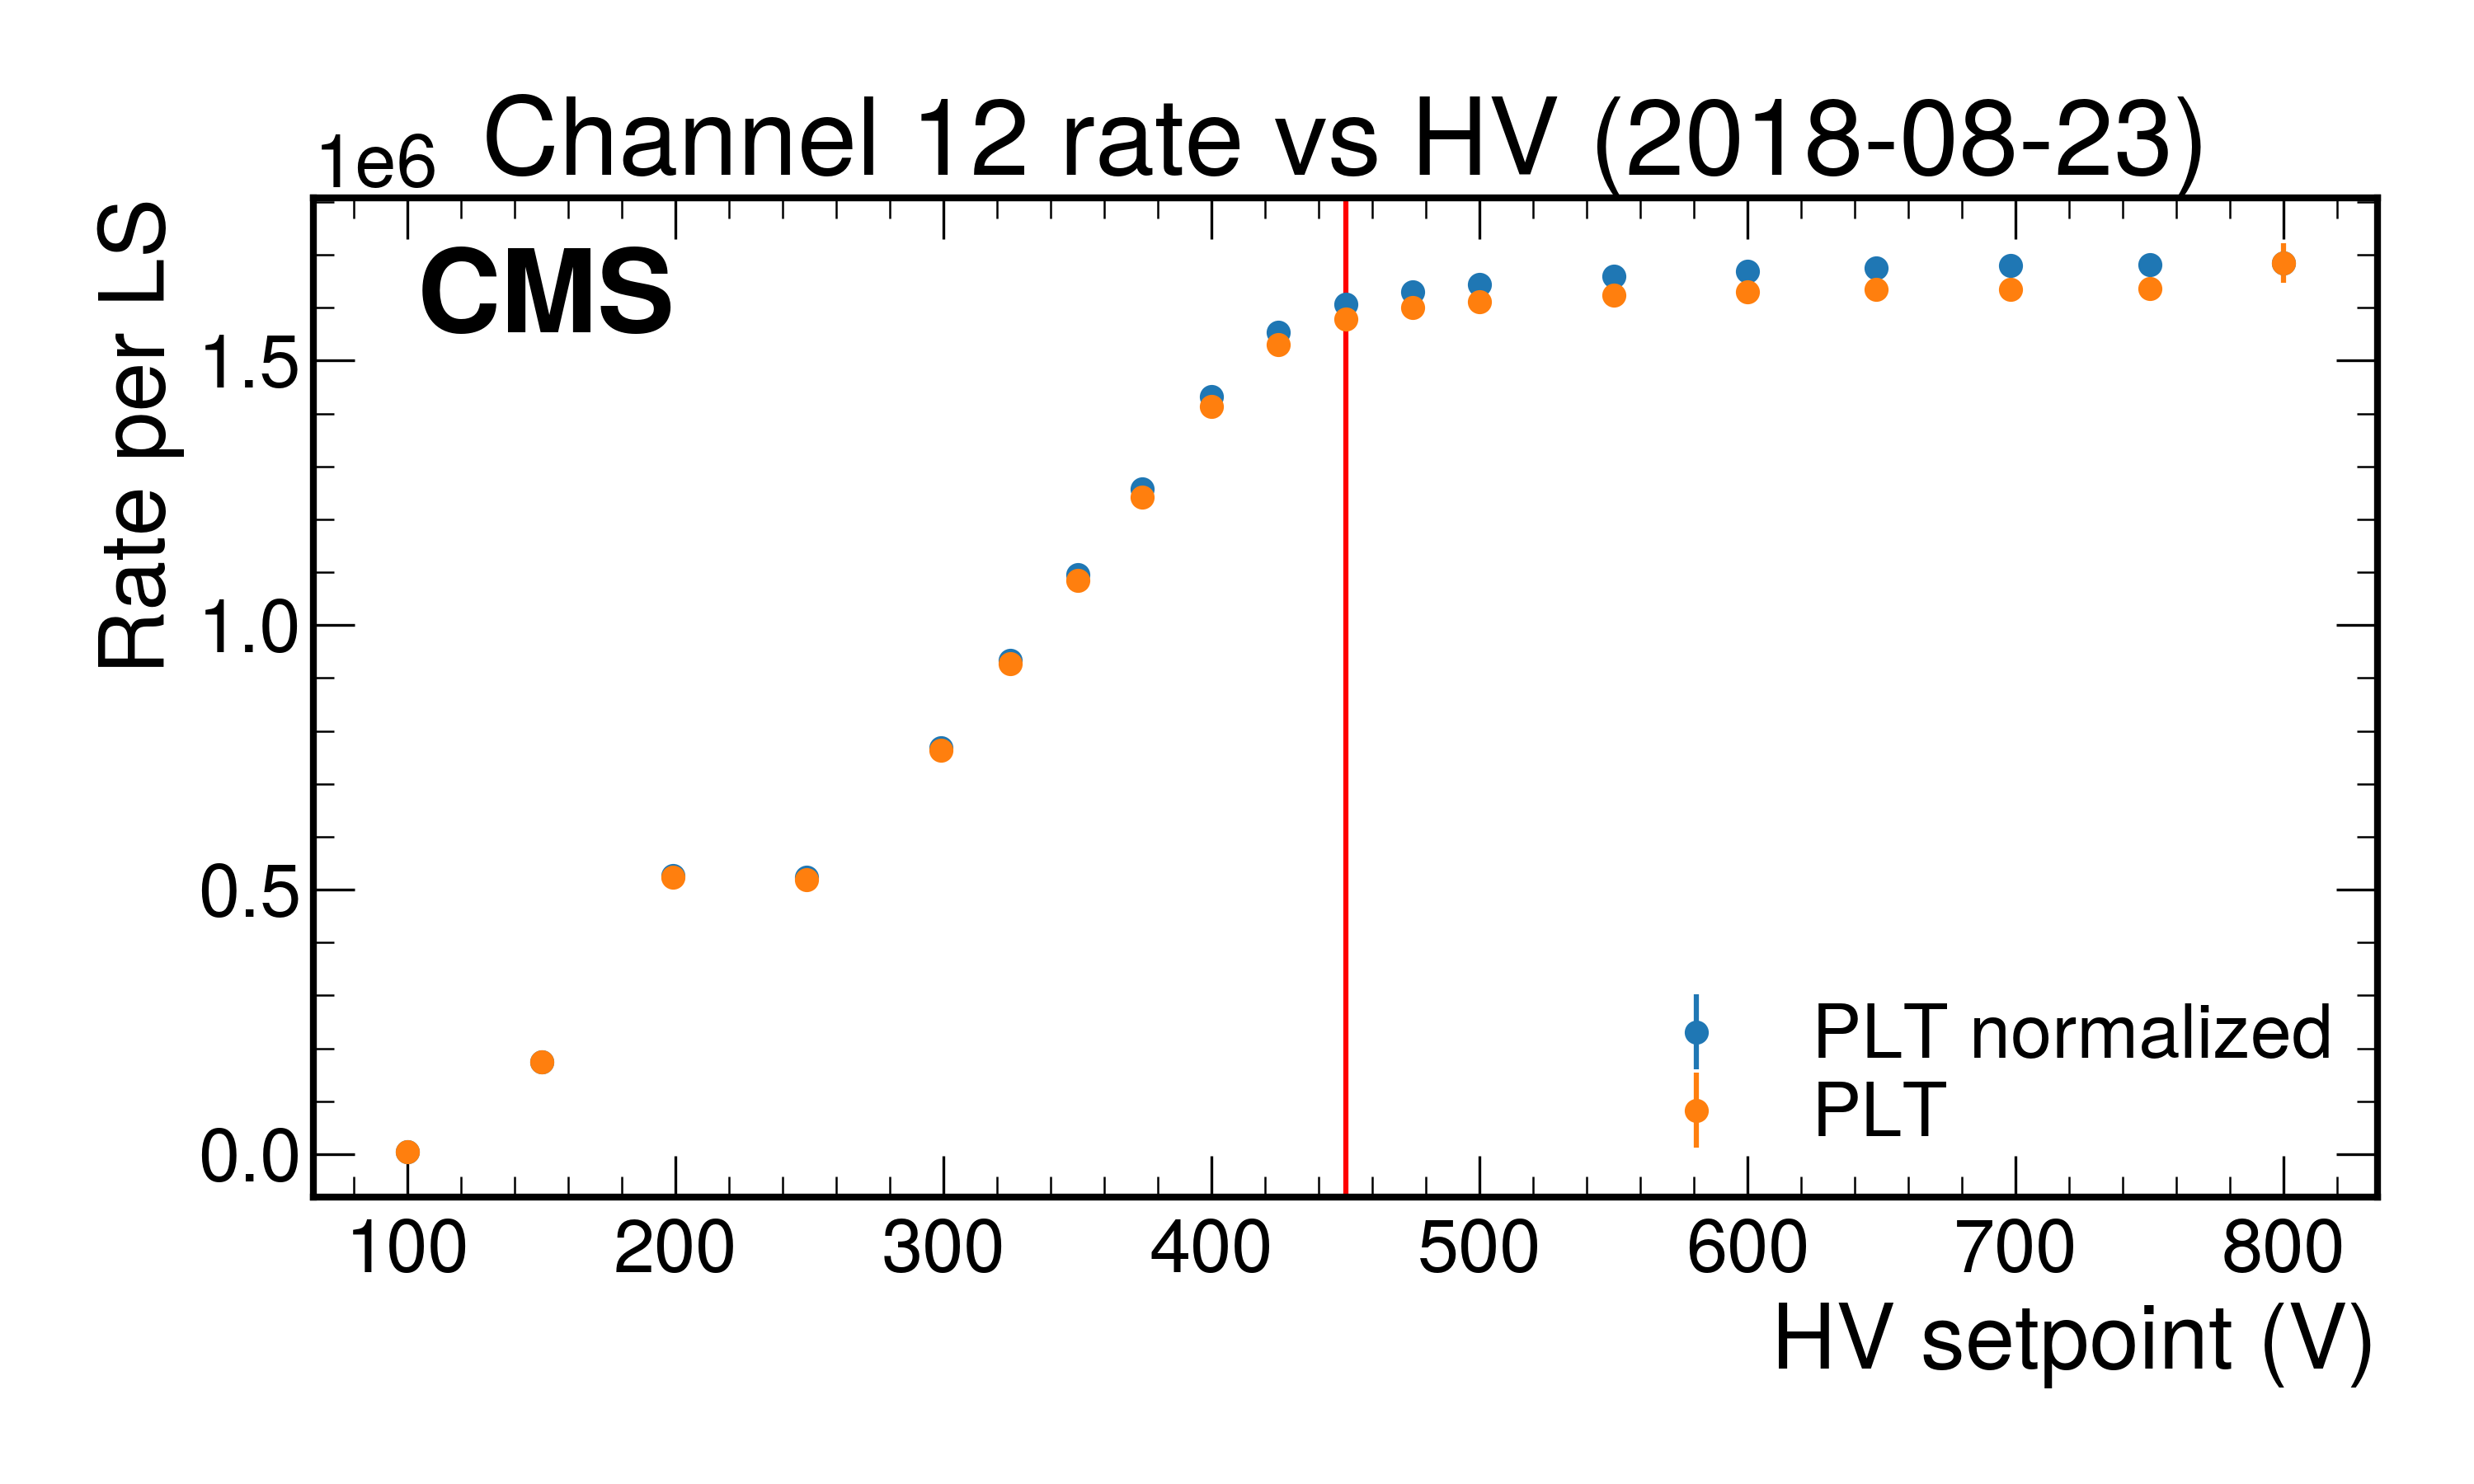 Channel 12 rate vs HV (2018-08-23)
1e6
CMS
Rate per LS
1.5
1.0
0.5
0.0
PLT normalized
PLT
100 200 300 400 500 600 700 800
HV setpoint (V)